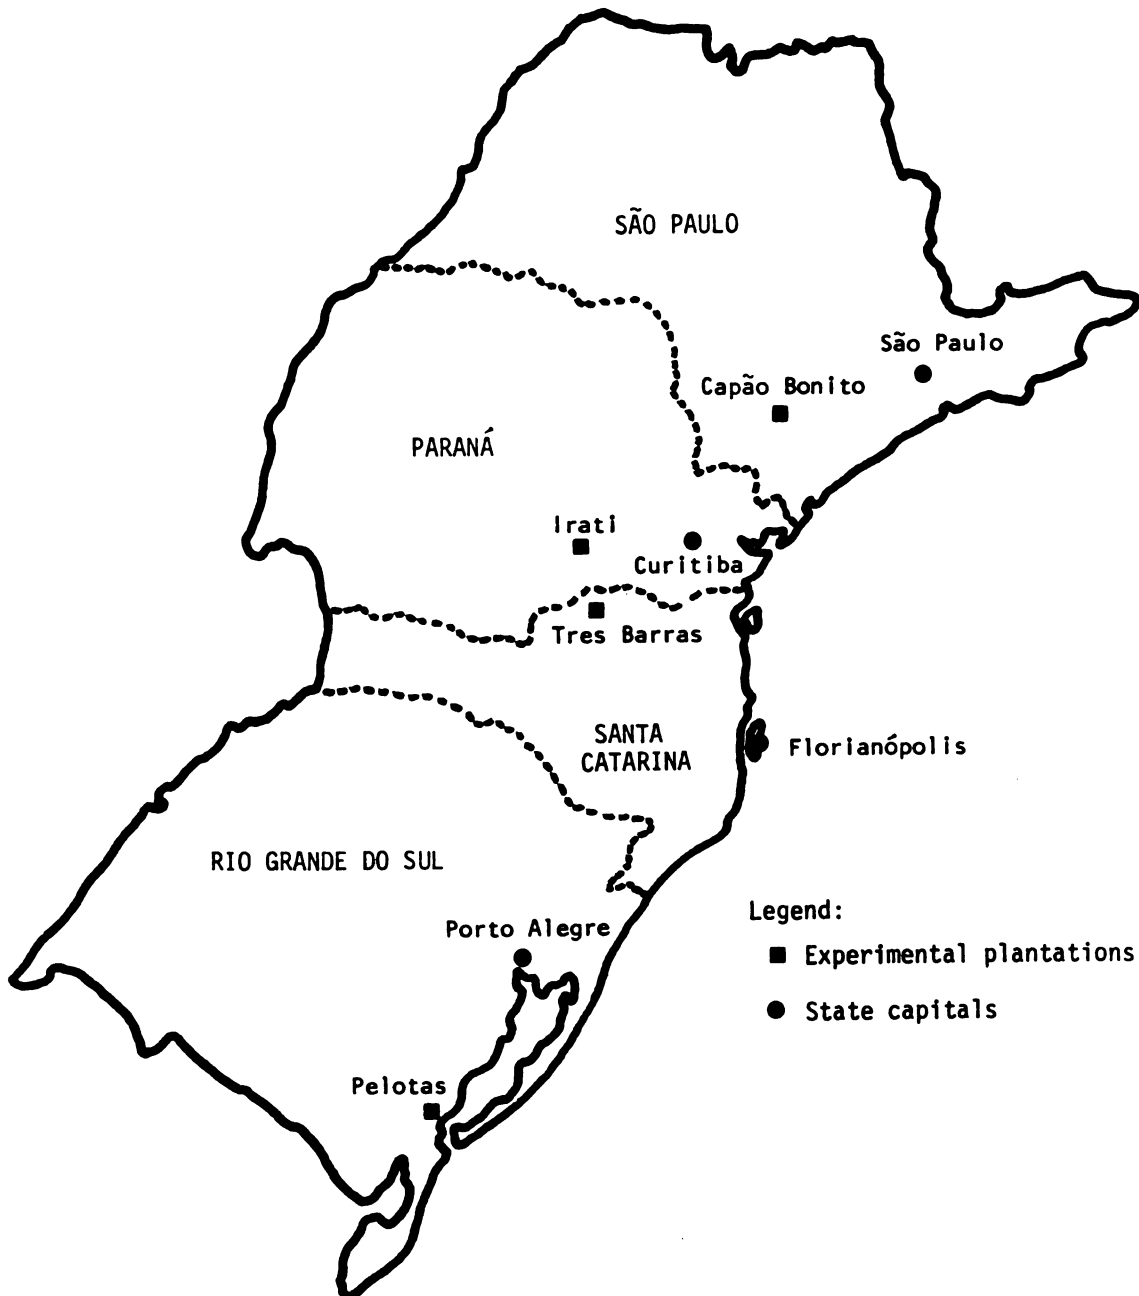 SÃO PAULO
São Paulo
Capão Bonito
PARANÁ
Irati
Curitiba
Tres Barras
SANTA
CATARINA
Florianópolis
RIO GRANDE DO SUL
Legend:
Porto Alegre
Experimental plantations
State capitals
Pelotas